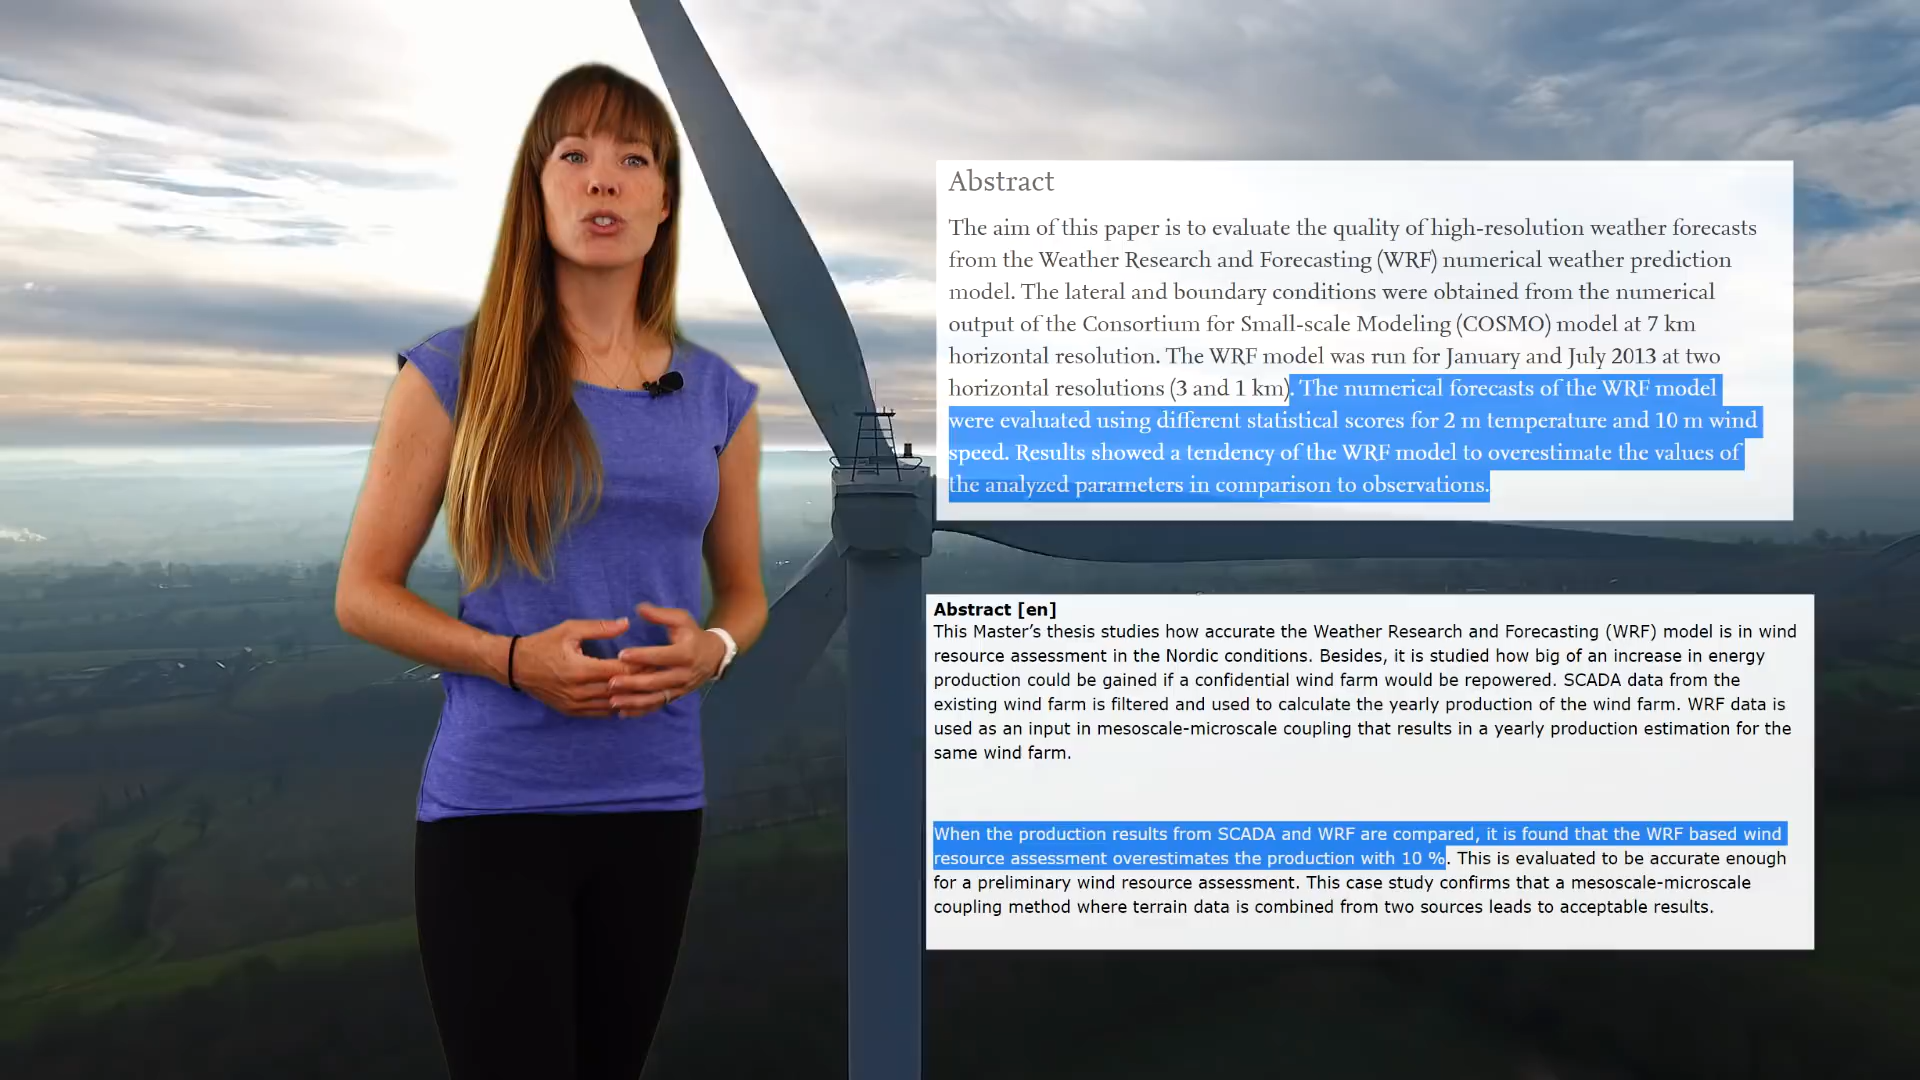 Abstract
The aim of this paper is to evaluate the quality of high-resolution weather forecasts
from the Weather Research and Forecasting (WRF) numerical weather prediction
model. The lateral and boundary conditions were obtained from the numerical
output of the Consortium for Small-scale Modeling (COSMO) model at 7 km
horizontal resolution. The WRF model was run for January and July 2013 at two
horizontal resolutions (3 and 1 km). The numerical forecasts of the WRF model
were evaluated using different statistical scores for 2 m temperature and 10 m wind
speed. Results showed a tendency of the WRF model to overestimate the values of
the analyzed parameters in comparison to observations.
Abstract [en]
This Master’s thesis studies how accurate the Weather Research and Forecasting (WRF) model is in wind
resource assessment in the Nordic conditions. Besides, it is studied how big of an increase in energy
production could be gained if a confidential wind farm would be repowered. SCADA data from the
existing wind farm is filtered and used to calculate the yearly production of the wind farm. WRF data is
used as an input in mesoscale-microscale coupling that results in a yearly production estimation for the
same wind farm.
When the production results from SCADA and WRF are compared, it is found that the WRF based wind
resource assessment overestimates the production with 10 %. This is evaluated to be accurate enough
for a preliminary wind resource assessment. This case study confirms that a mesoscale-microscale
coupling method where terrain data is combined from two sources leads to acceptable results.